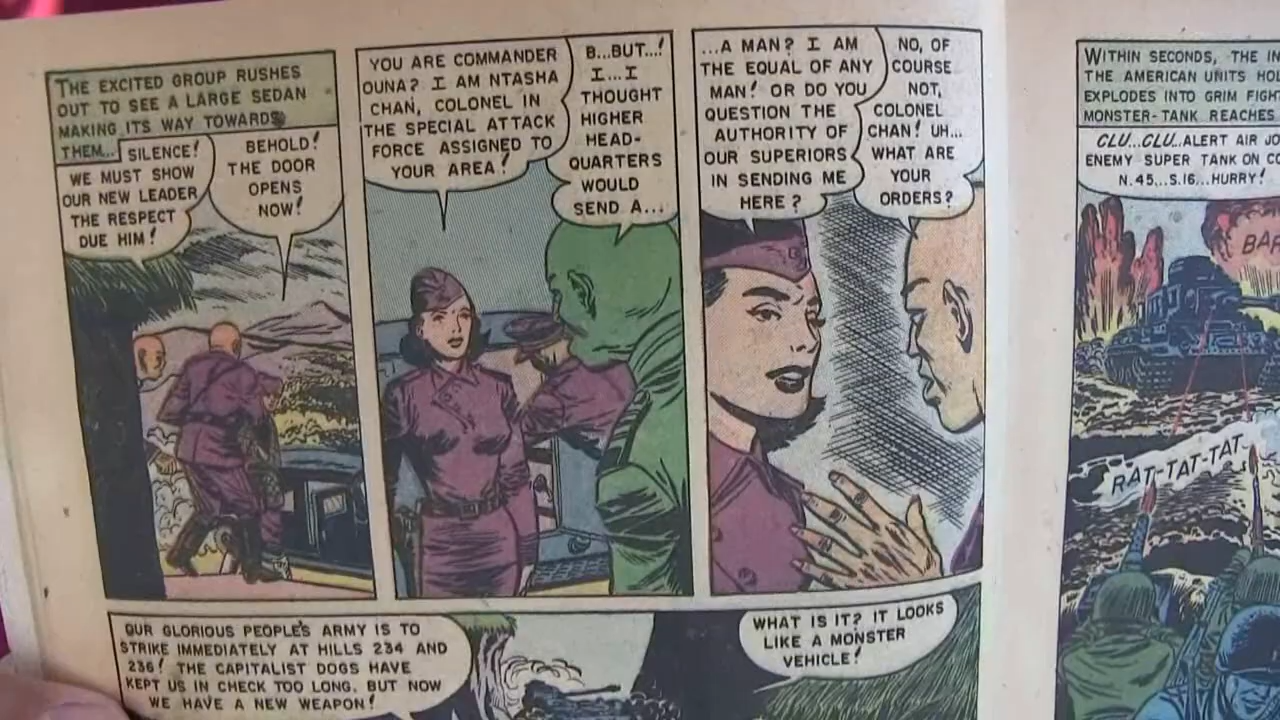 THE EXCITED GROUP RUSHES
OUT TO SEE A LARGE SEDAN
MAKING ITS WAY TOWARDS
THEM...
SILENCE!
WE MUST SHOW
OUR NEW LEADER
THE RESPECT
DUE HIM!
BEHOLD!
THE DOOR
OPENS
NOW!
YOU ARE COMMANDER
OUNA? I AM NTASHA
CHAN, COLONEL IN
THE SPECIAL ATTACK
FORCE ASSIGNED TO
YOUR AREA!
B...BUT...!
I...I
THOUGHT
HIGHER
HEAD-
QUARTERS
WOULD
SEND A...
...A MAN? I AM
THE EQUAL OF ANY
MAN! OR DO YOU
QUESTION THE
AUTHORITY OF
OUR SUPERIORS
IN SENDING ME
HERE?
NO, OF
COURSE
NOT,
COLONEL
CHAN! UH...
WHAT ARE
YOUR
ORDERS?
OUR GLORIOUS PEOPLE'S ARMY IS TO
STRIKE IMMEDIATELY AT HILLS 234 AND
236! THE CAPITALIST DOGS HAVE
KEPT US IN CHECK TOO LONG. BUT NOW
WE HAVE A NEW WEAPON!
WHAT IS IT? IT LOOKS
LIKE A MONSTER
VEHICLE!
WITHIN SECONDS, THE
THE AMERICAN UNITS
EXPLODES INTO GRIM
MONSTER-TANK REACHES
CLU...CLU...ALERT AIR
ENEMY SUPER TANK ON
N.45...S.16...HURRY!
RAT-TAT-TAT-